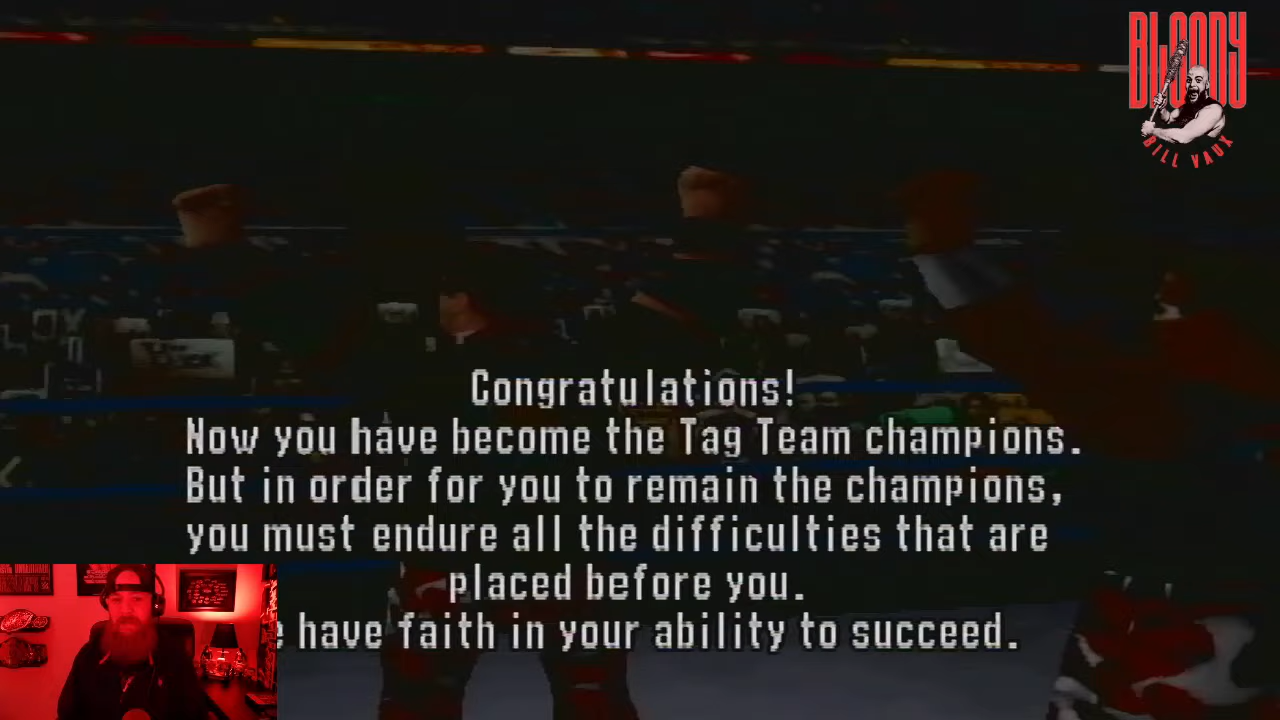 BLOODY
BILL VAUX
Congratulations!
Now you have become the Tag Team champions.
But in order for you to remain the champions,
you must endure all the difficulties that are
placed before you.
e have faith in your ability to succeed.